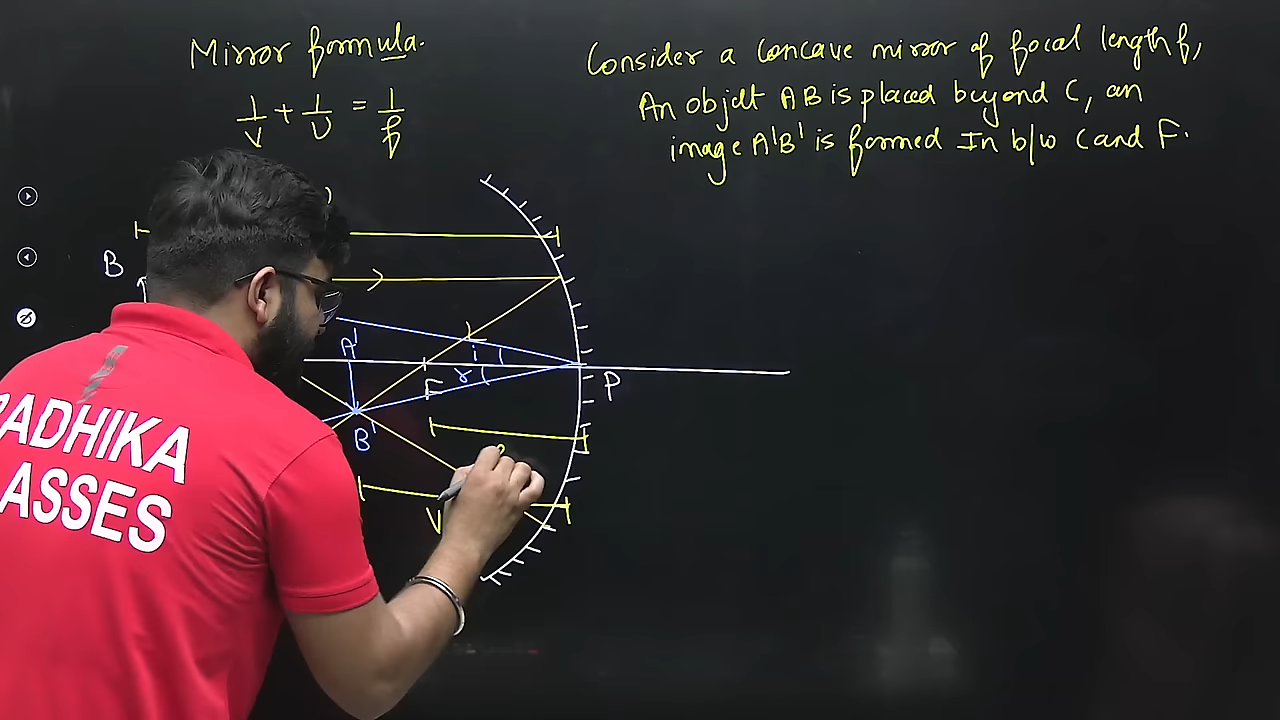 Mirror formula.
1/V + 1/U = 1/f
Consider a Concave mirror of focal length f,
An object AB is placed beyond C, an
image A'B' is formed In b/w C and F.
B
A'
i
r
F
P
B'
V
RADHIKA
ASSES